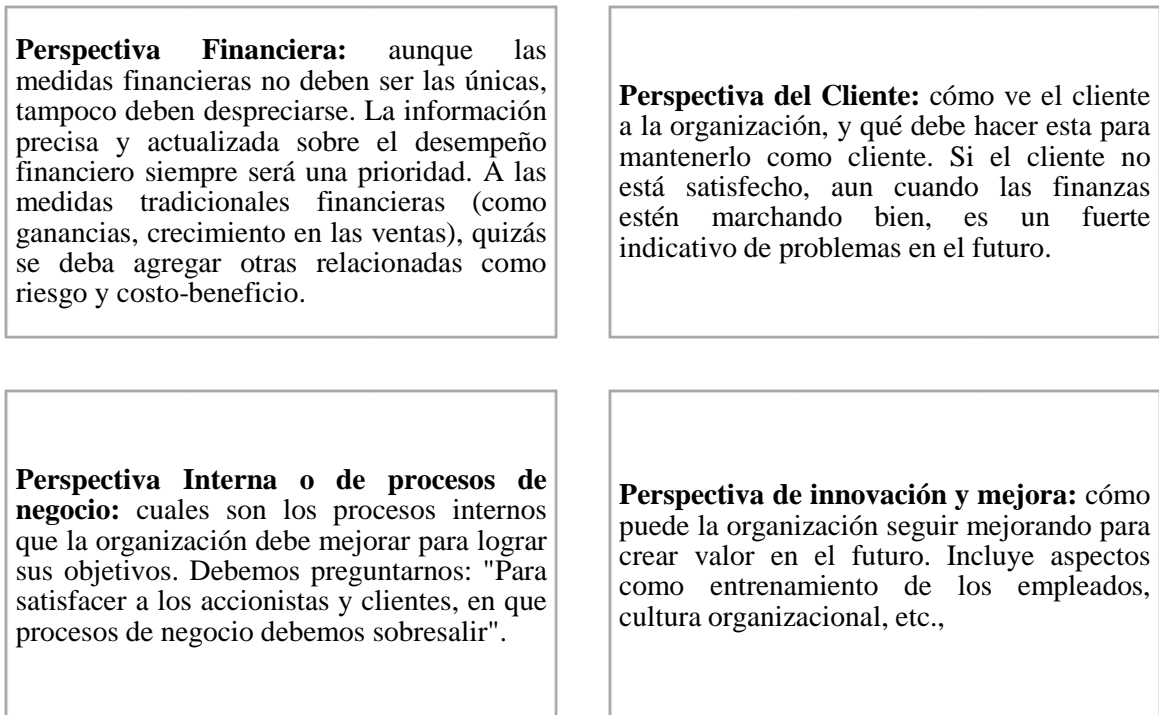 Perspectiva Financiera: aunque las
medidas financieras no deben ser las únicas,
tampoco deben despreciarse. La información
precisa y actualizada sobre el desempeño
financiero siempre será una prioridad. A las
medidas tradicionales financieras (como
ganancias, crecimiento en las ventas), quizás
se deba agregar otras relacionadas como
riesgo y costo-beneficio.
Perspectiva del Cliente: cómo ve el cliente
a la organización, y qué debe hacer esta para
mantenerlo como cliente. Si el cliente no
está satisfecho, aun cuando las finanzas
estén marchando bien, es un fuerte
indicativo de problemas en el futuro.
Perspectiva Interna o de procesos de
negocio: cuales son los procesos internos
que la organización debe mejorar para lograr
sus objetivos. Debemos preguntarnos: "Para
satisfacer a los accionistas y clientes, en que
procesos de negocio debemos sobresalir".
Perspectiva de innovación y mejora: cómo
puede la organización seguir mejorando para
crear valor en el futuro. Incluye aspectos
como entrenamiento de los empleados,
cultura organizacional, etc.,